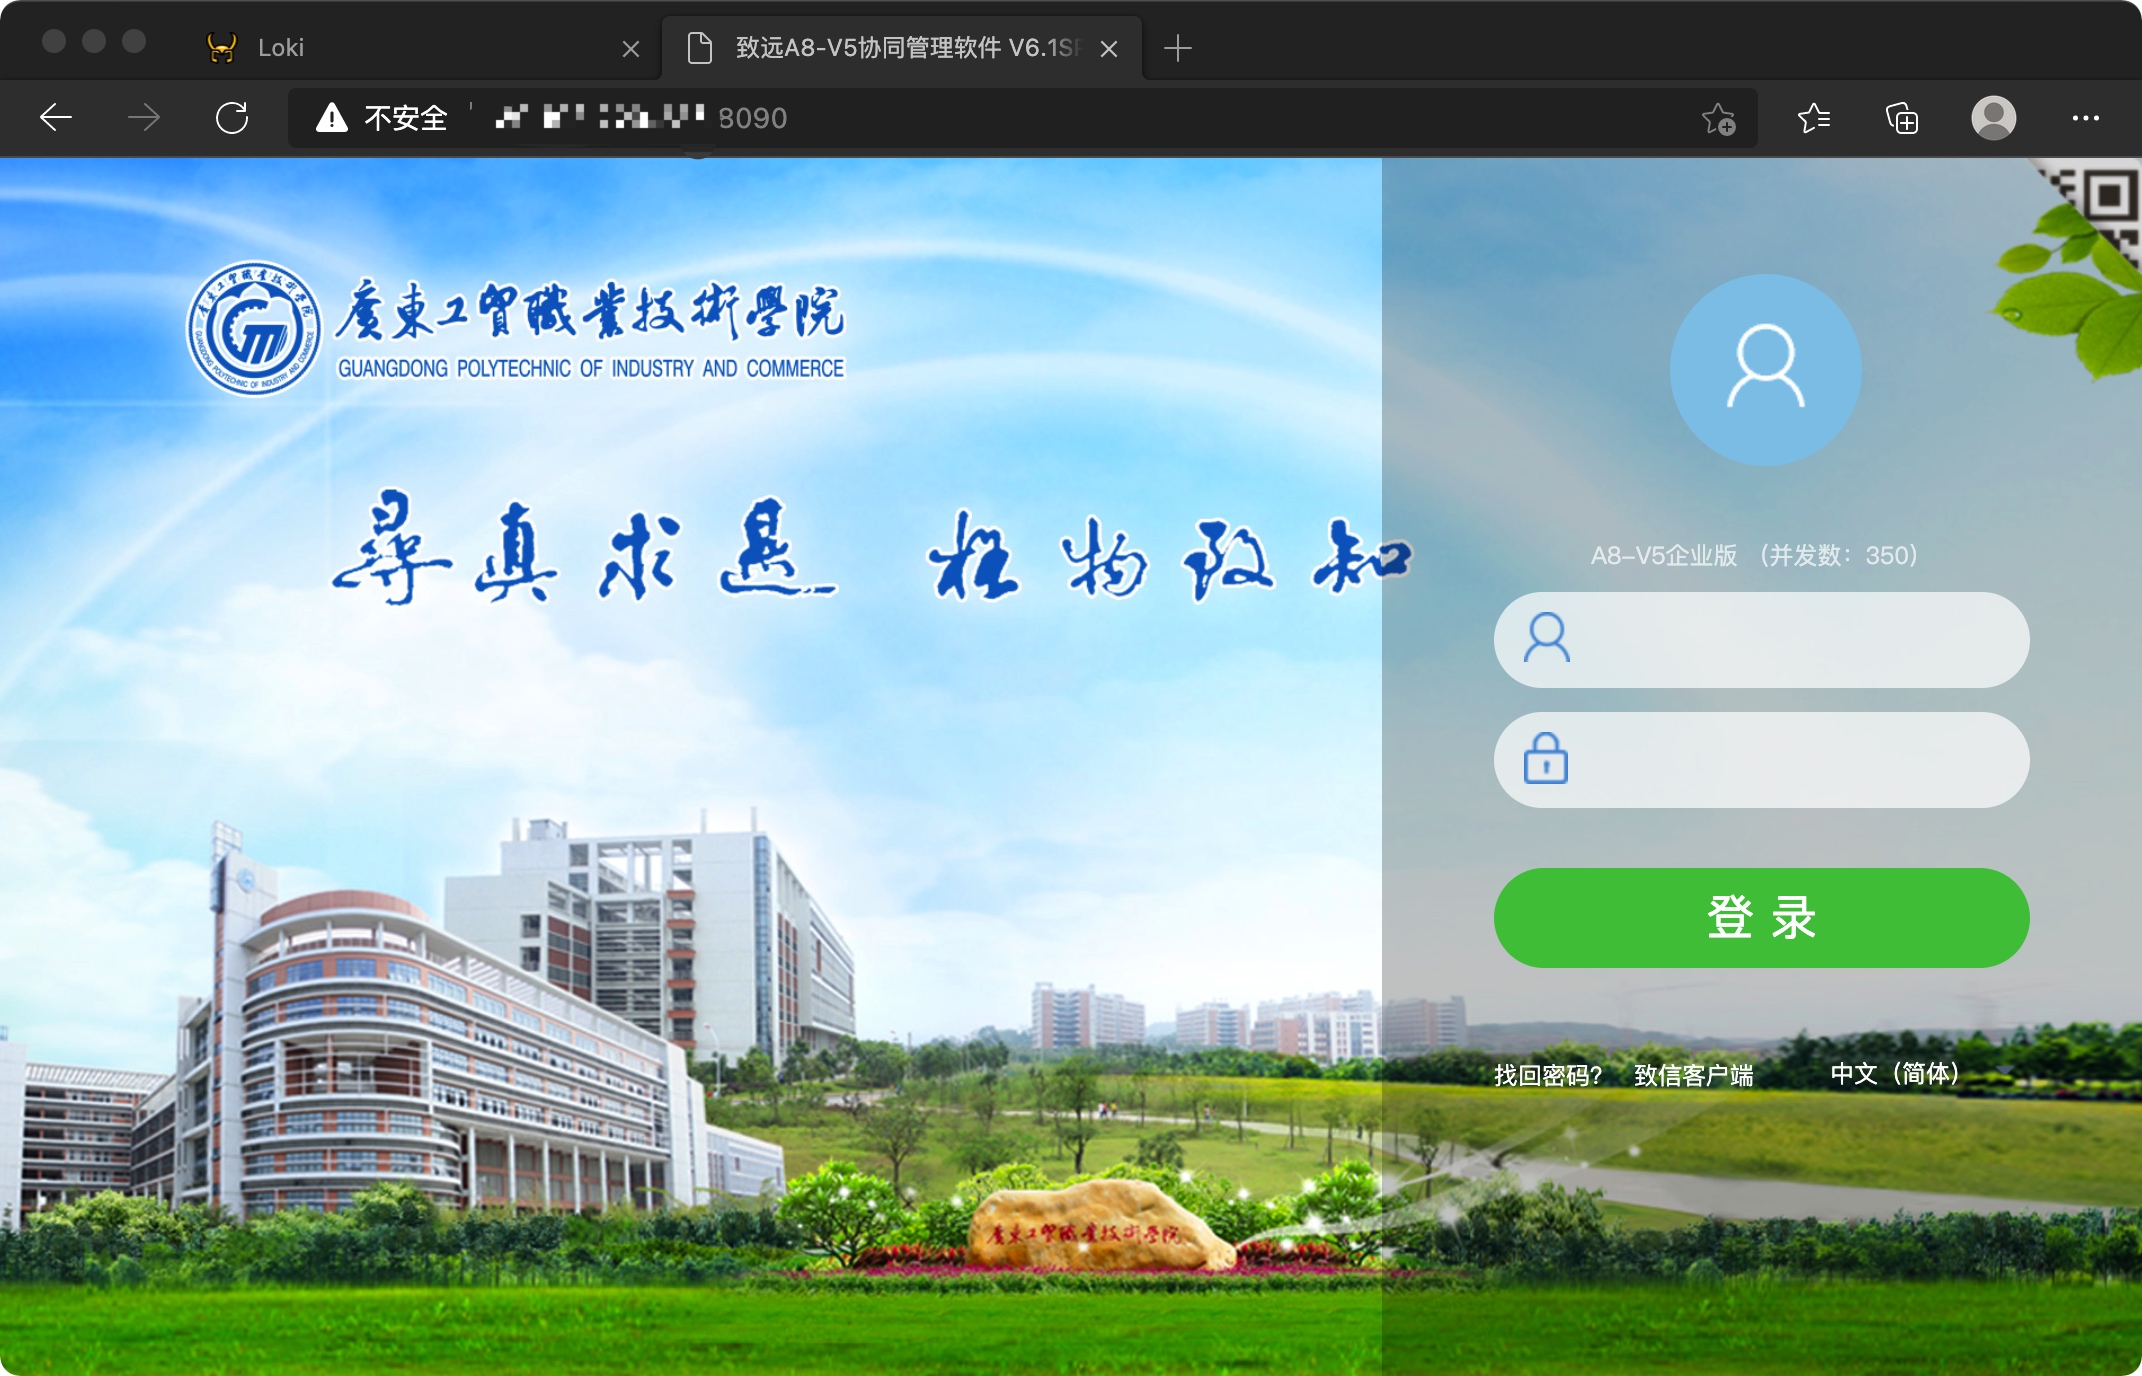 Loki
致远A8-V5协同管理软件 V6.1SP
不安全
8090
廣東工貿職業技術學院
GUANGDONG POLYTECHNIC OF INDUSTRY AND COMMERCE
尋真求是 格物致知
A8-V5企业版 （并发数：350）
登录
找回密码? 致信客户端 中文（简体）
廣東工貿職業技術學院